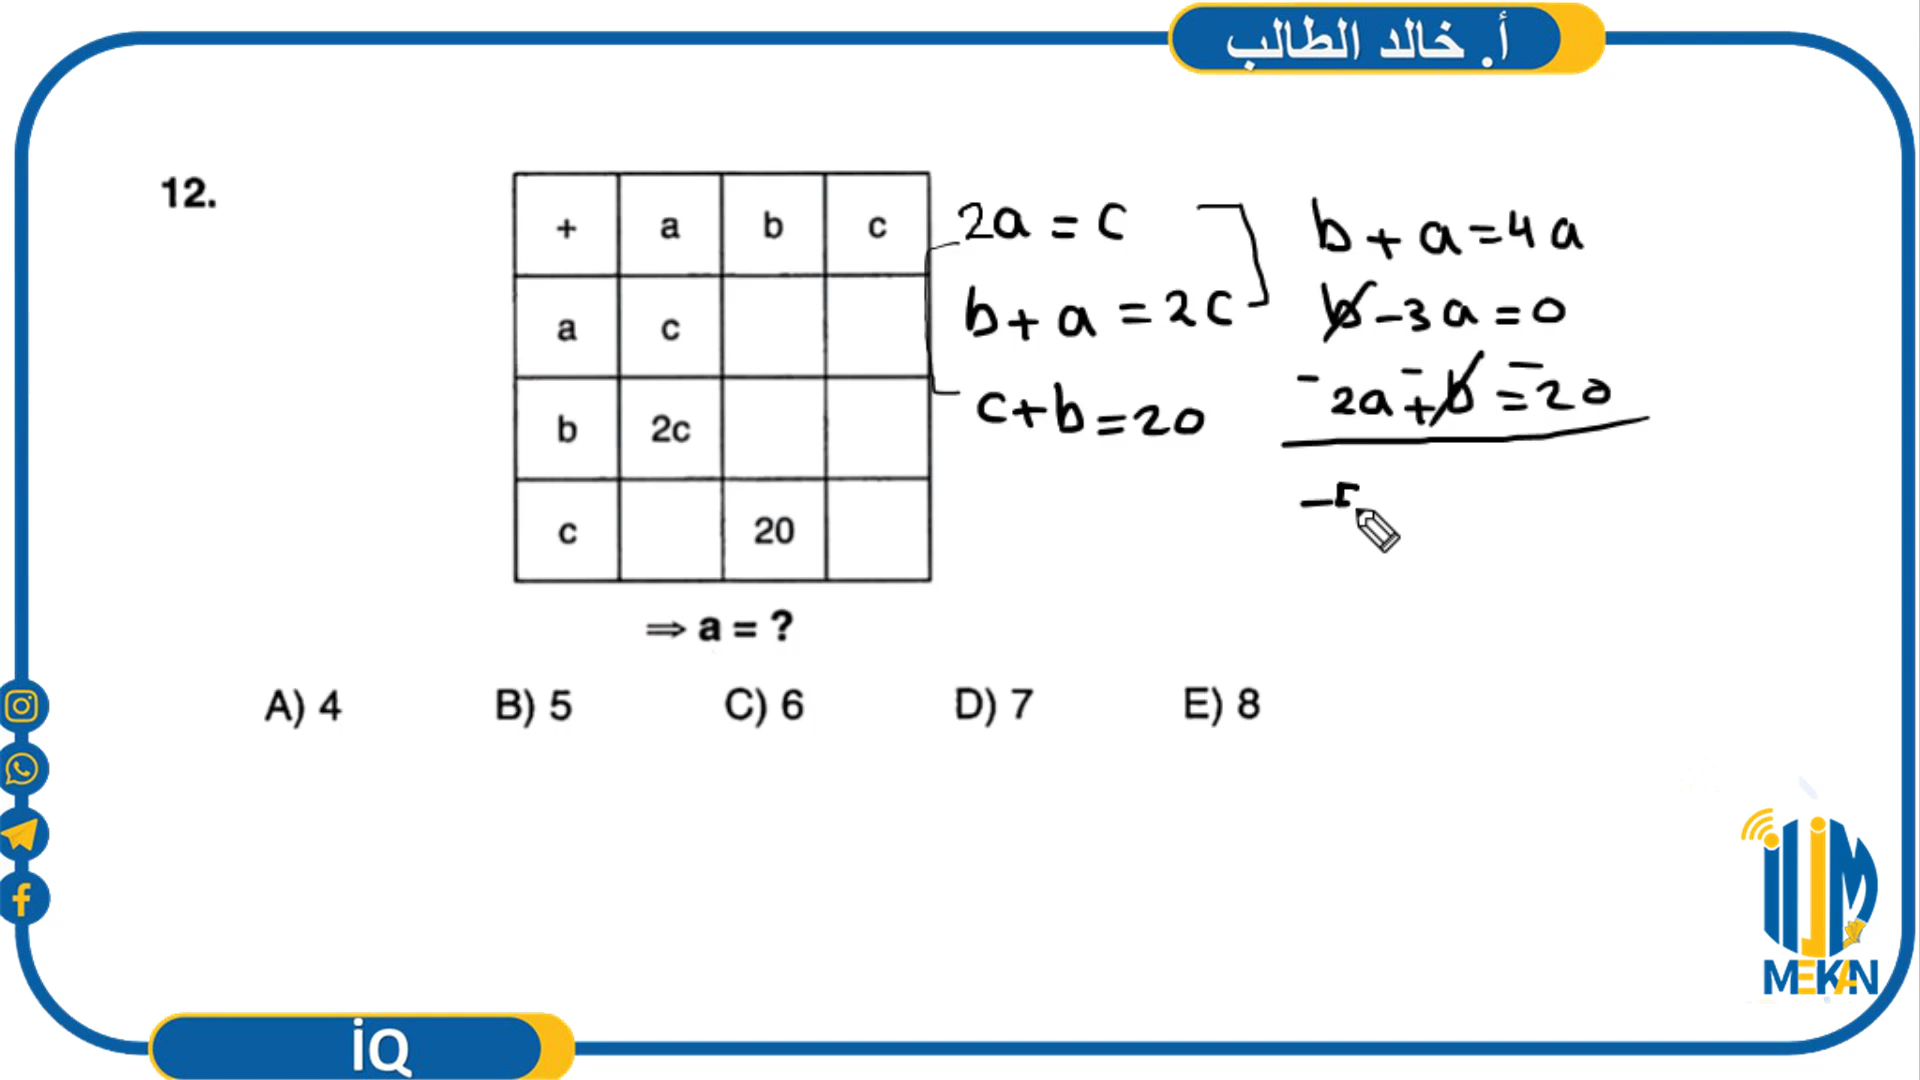 أ. خالد الطالب
12.
+ a b c
a c
b 2c
c 20
⇒ a = ?
2a = c
b + a = 2c
c + b = 20
b + a = 4a
b - 3a = 0
- 2a + - b = - 20
-5
A) 4 B) 5 C) 6 D) 7 E) 8
MEKAN
İQ